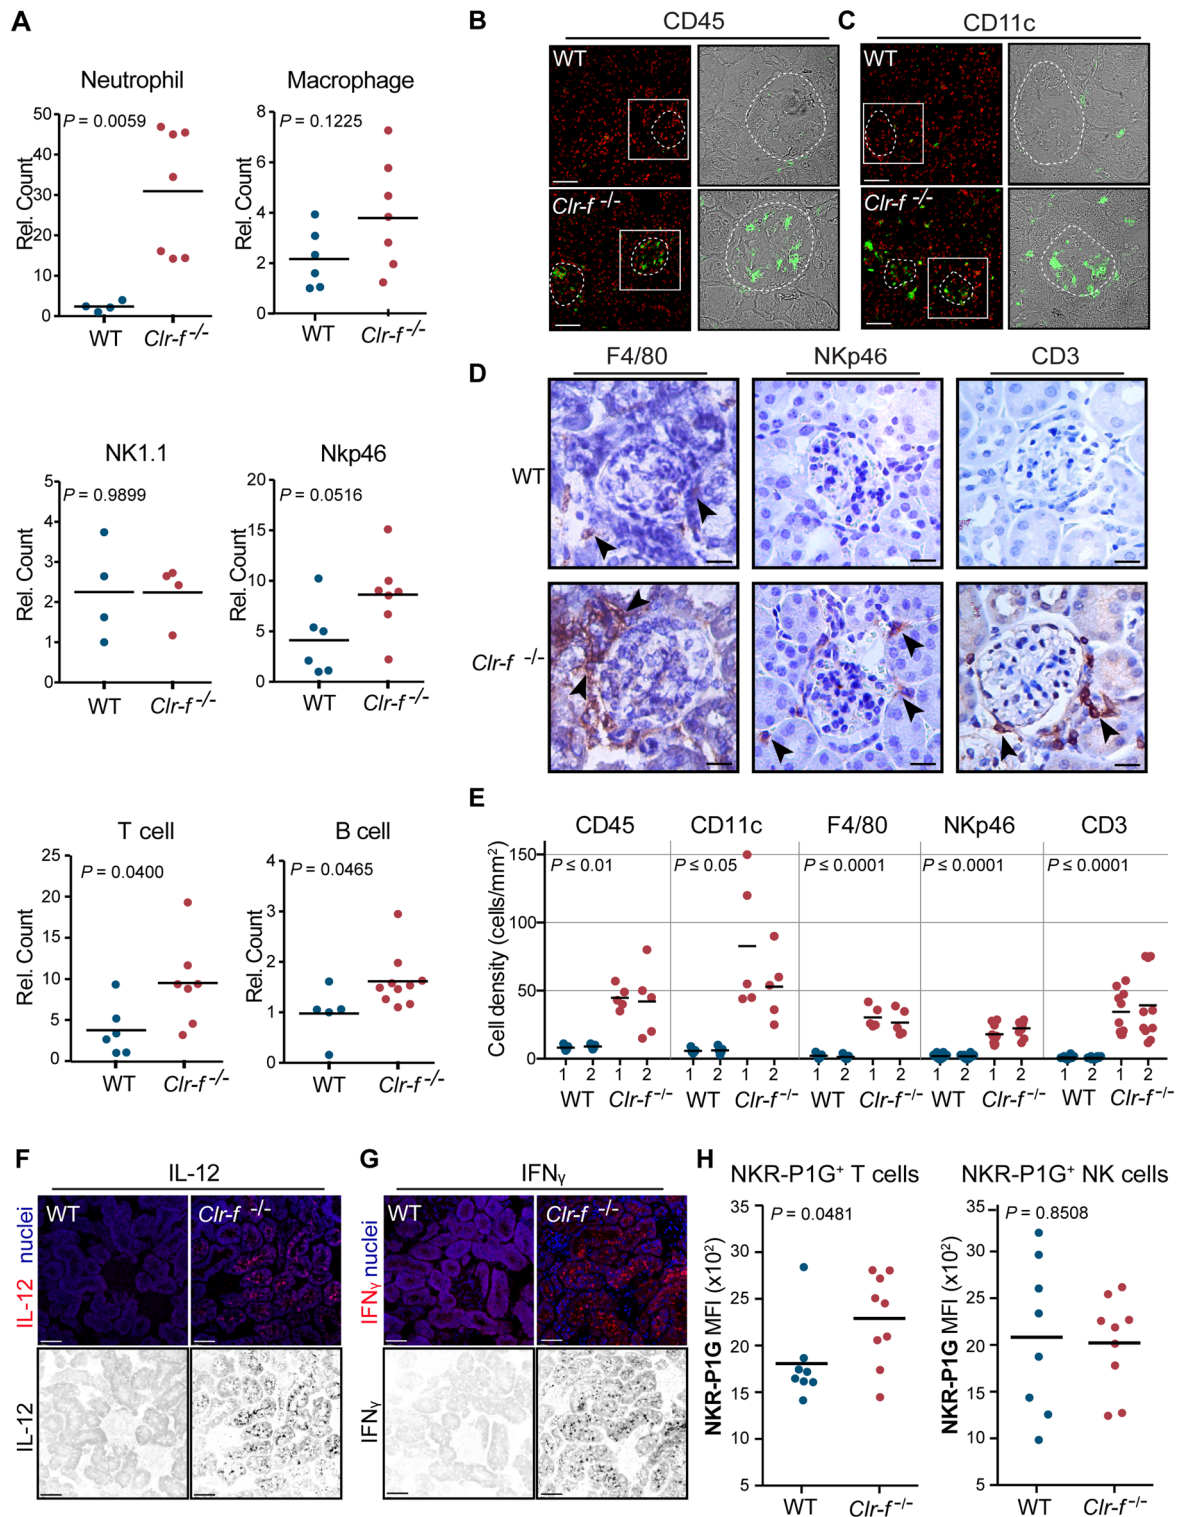 A
Neutrophil
P = 0.0059
Rel. Count
50
40
30
20
10
0
WT
Clr-f -/-
Macrophage
P = 0.1225
Rel. Count
8
6
4
2
0
WT
Clr-f -/-
NK1.1
P = 0.9899
Rel. Count
5
4
3
2
1
0
WT
Clr-f -/-
Nkp46
P = 0.0516
Rel. Count
20
15
10
5
0
WT
Clr-f -/-
T cell
P = 0.0400
Rel. Count
25
20
15
10
5
0
WT
Clr-f -/-
B cell
P = 0.0465
Rel. Count
4
3
2
1
0
WT
Clr-f -/-
B
CD45
WT
Clr-f -/-
C
CD11c
WT
Clr-f -/-
D
F4/80
NKp46
CD3
WT
Clr-f -/-
E
CD45
CD11c
F4/80
NKp46
CD3
P ≤ 0.01
P ≤ 0.05
P ≤ 0.0001
P ≤ 0.0001
P ≤ 0.0001
Cell density (cells/mm²)
150
100
50
0
1 2 1 2 1 2 1 2 1 2 1 2 1 2 1 2 1 2 1 2
WT Clr-f -/- WT Clr-f -/- WT Clr-f -/- WT Clr-f -/- WT Clr-f -/-
F
IL-12
WT
Clr-f -/-
IL-12 nuclei
IL-12
G
IFNγ
WT
Clr-f -/-
IFNγ nuclei
IFNγ
H
NKR-P1G⁺ T cells
P = 0.0481
NKR-P1G MFI (x10²)
35
30
25
20
15
10
5
WT
Clr-f -/-
NKR-P1G⁺ NK cells
P = 0.8508
NKR-P1G MFI (x10²)
35
30
25
20
15
10
5
WT
Clr-f -/-